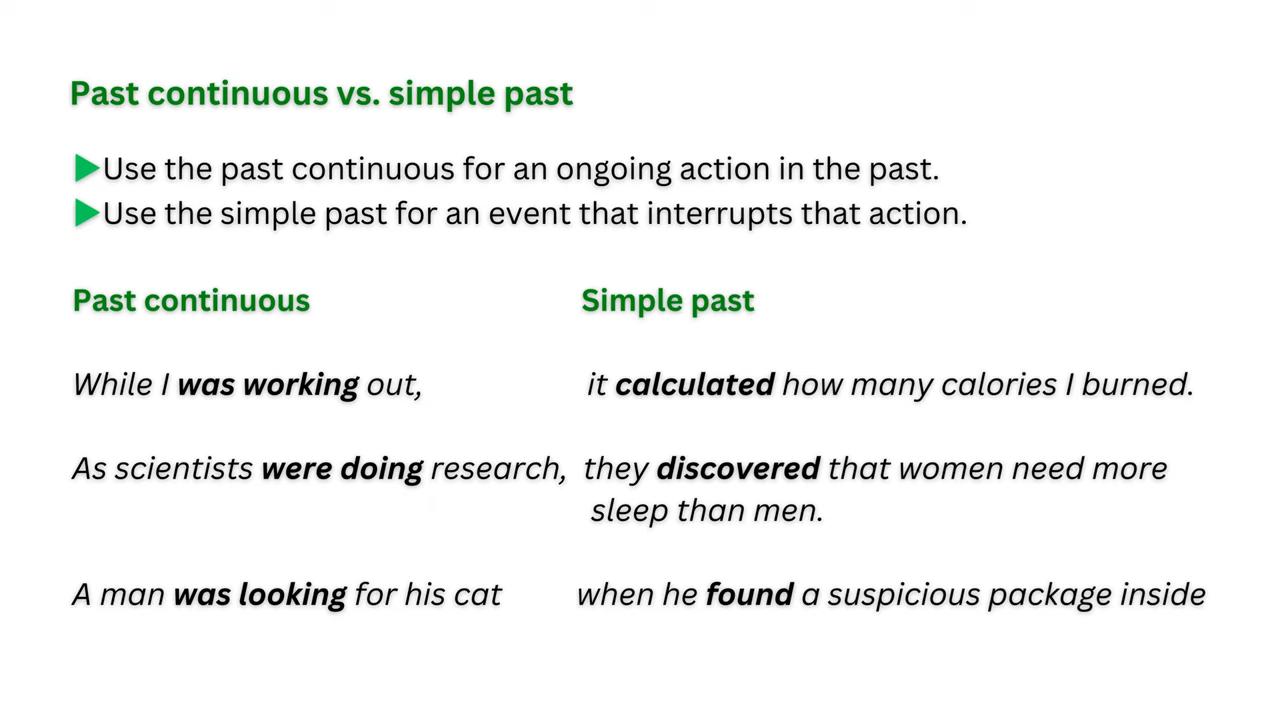 Past continuous vs. simple past
▶Use the past continuous for an ongoing action in the past.
▶Use the simple past for an event that interrupts that action.
Past continuous Simple past
While I was working out, it calculated how many calories I burned.
As scientists were doing research, they discovered that women need more
sleep than men.
A man was looking for his cat when he found a suspicious package inside